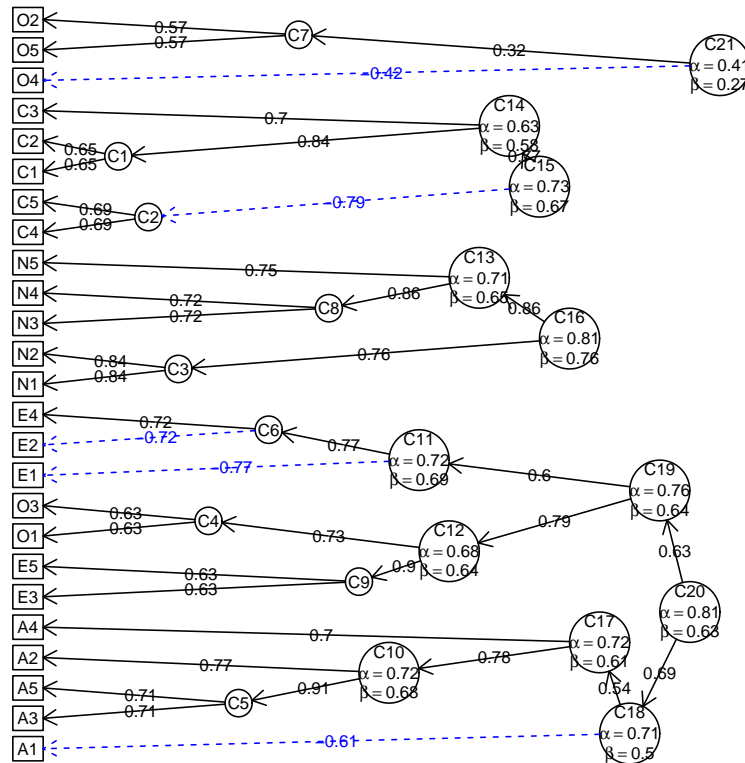 O2
0.57
C7
O5
0.57
0.32
C21
α = 0.41
β = 0.27
O4
-0.42
C3
0.7
C14
α = 0.63
β = 0.58
C2
0.65
C1
0.84
C1
0.65
C15
α = 0.73
β = 0.67
C5
0.69
C2
-0.79
C4
0.69
N5
0.75
C13
α = 0.71
β = 0.65
N4
0.72
C8
0.86
N3
0.72
0.86
C16
α = 0.81
β = 0.76
N2
0.84
C3
0.76
N1
0.84
E4
0.72
C6
E2
-0.72
0.77
C11
α = 0.72
β = 0.69
E1
-0.77
0.6
C19
α = 0.76
β = 0.64
O3
0.63
C4
0.73
0.79
O1
0.63
C12
α = 0.68
β = 0.64
0.63
E5
0.63
C9
0.9
E3
0.63
C20
α = 0.81
β = 0.63
A4
0.7
C17
α = 0.72
β = 0.61
A2
0.77
C10
α = 0.72
β = 0.68
0.78
0.69
A5
0.71
C5
0.91
0.54
A3
0.71
C18
α = 0.71
β = 0.5
A1
-0.61